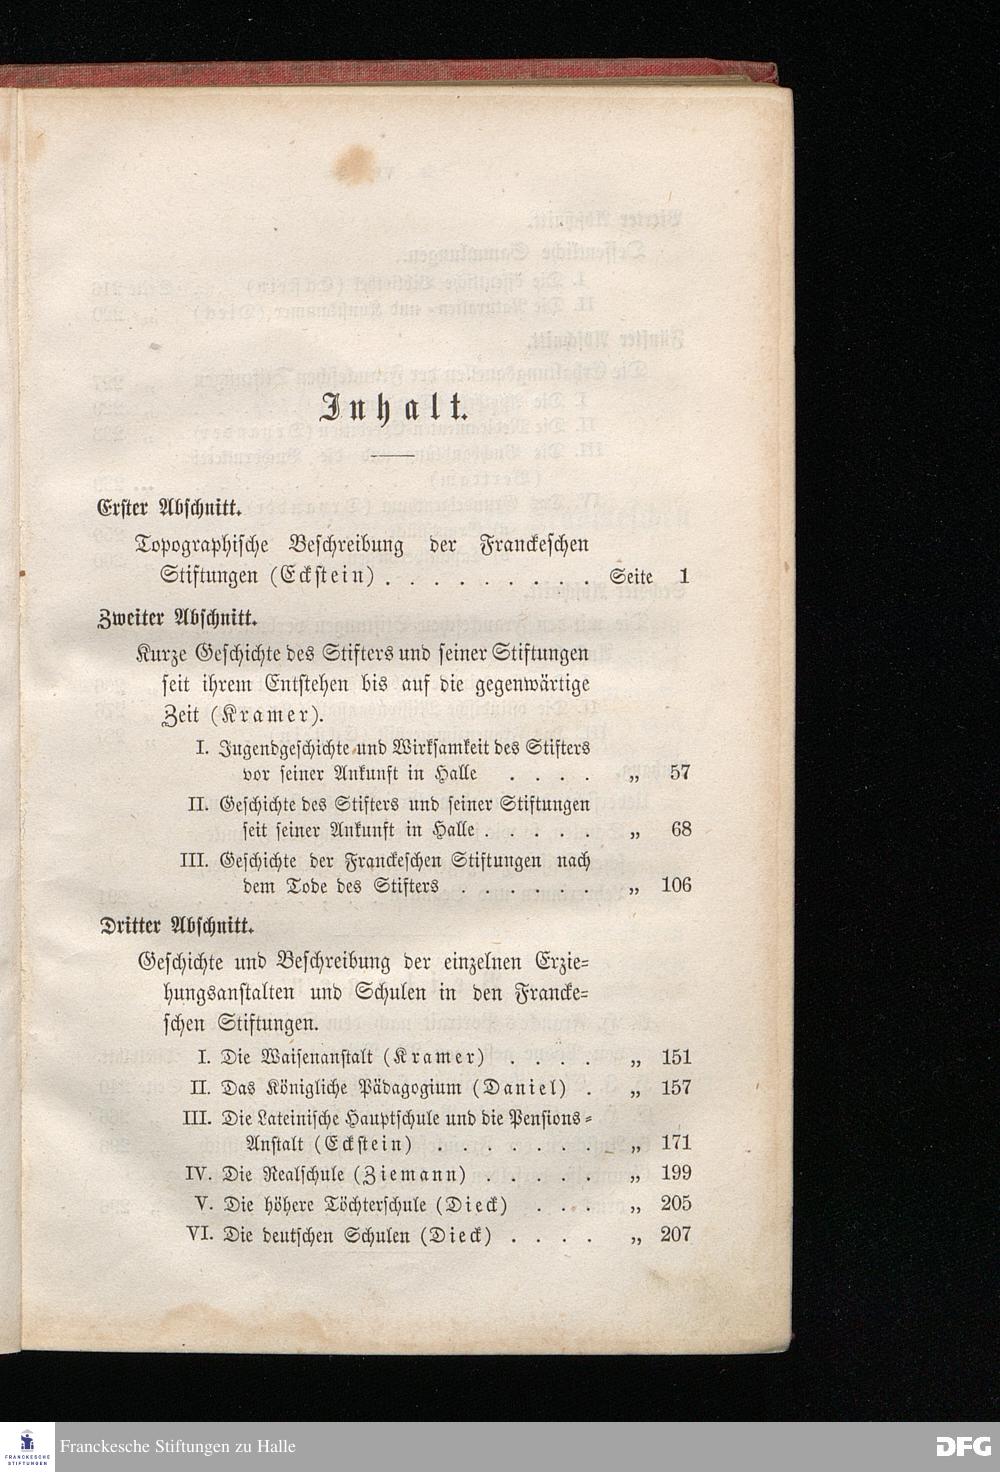 Inhalt.
Erster Abschnitt.
Topographische Beschreibung der Franckeschen
Stiftungen (Eckstein) . . . . . . . . . Seite 1
Zweiter Abschnitt.
Kurze Geschichte des Stifters und seiner Stiftungen
seit ihrem Entstehen bis auf die gegenwärtige
Zeit (Kramer).
I. Jugendgeschichte und Wirksamkeit des Stifters
vor seiner Ankunft in Halle . . . . „ 57
II. Geschichte des Stifters und seiner Stiftungen
seit seiner Ankunft in Halle . . . . . „ 68
III. Geschichte der Franckeschen Stiftungen nach
dem Tode des Stifters . . . . . . „ 106
Dritter Abschnitt.
Geschichte und Beschreibung der einzelnen Erzie=
hungsanstalten und Schulen in den Francke=
schen Stiftungen.
I. Die Waisenanstalt (Kramer) . . . . „ 151
II. Das Königliche Pädagogium (Daniel) . „ 157
III. Die Lateinische Hauptschule und die Pensions=
Anstalt (Eckstein) . . . . . . . „ 171
IV. Die Realschule (Ziemann) . . . . . „ 199
V. Die höhere Töchterschule (Dieck) . . . „ 205
VI. Die deutschen Schulen (Dieck) . . . . „ 207
FRANCKESCHE
STIFTUNGEN
Franckesche Stiftungen zu Halle
DFG